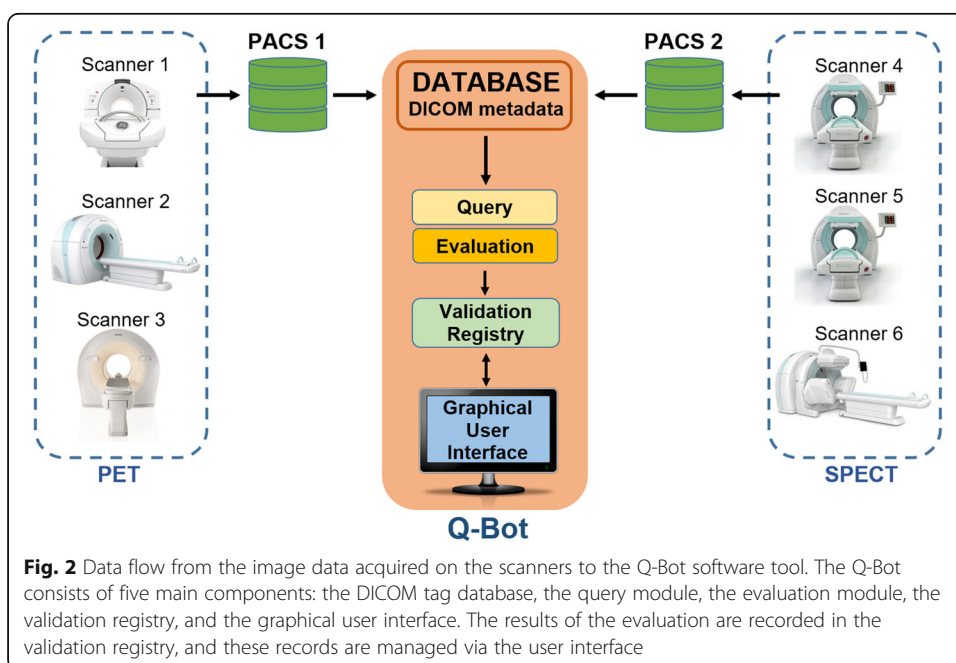 PACS 1
PACS 2
Scanner 1
Scanner 2
Scanner 3
PET
DATABASE
DICOM metadata
Query
Evaluation
Validation
Registry
Graphical
User
Interface
Q-Bot
Scanner 4
Scanner 5
Scanner 6
SPECT
Fig. 2 Data flow from the image data acquired on the scanners to the Q-Bot software tool. The Q-Bot
consists of five main components: the DICOM tag database, the query module, the evaluation module, the
validation registry, and the graphical user interface. The results of the evaluation are recorded in the
validation registry, and these records are managed via the user interface